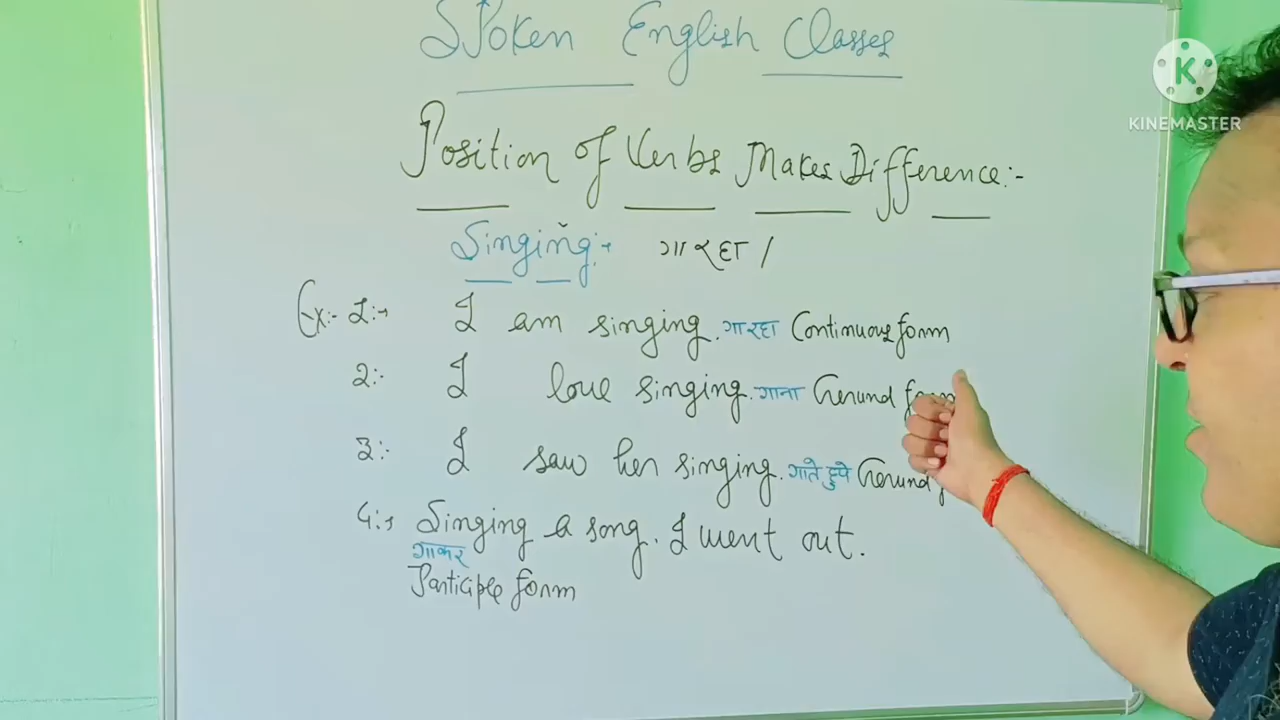 Spoken English Classes
Position of Verbs Makes Difference:-
Singing:- गा रहा /
Ex:- 1:- I am singing. गा रहा Continuous form
2:- I love singing. गाना Gerund form
3:- I saw her singing. गाते हुये Gerund
4:- Singing a song. I went out.
गाकर
Participle form
K
KINEMASTER